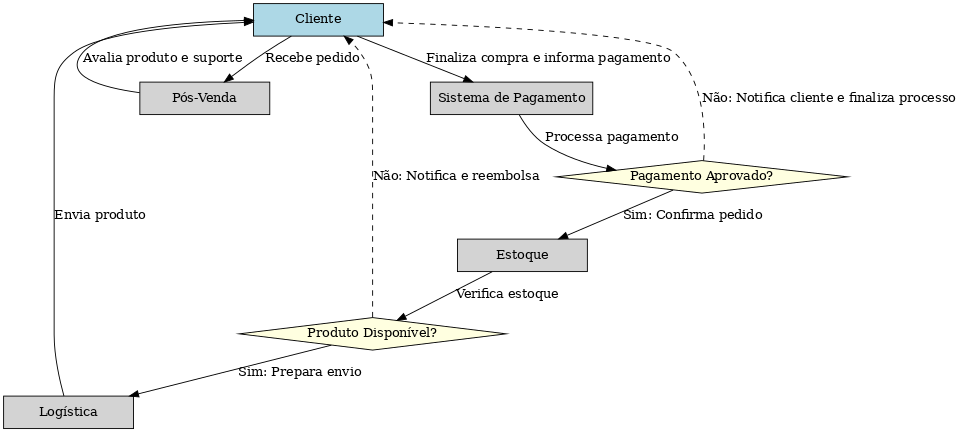 Cliente
Avalia produto e suporte
Recebe pedido
Finaliza compra e informa pagamento
Pós-Venda
Sistema de Pagamento
Não: Notifica cliente e finaliza processo
Processa pagamento
Não: Notifica e reembolsa
Pagamento Aprovado?
Envia produto
Sim: Confirma pedido
Estoque
Verifica estoque
Produto Disponível?
Sim: Prepara envio
Logística